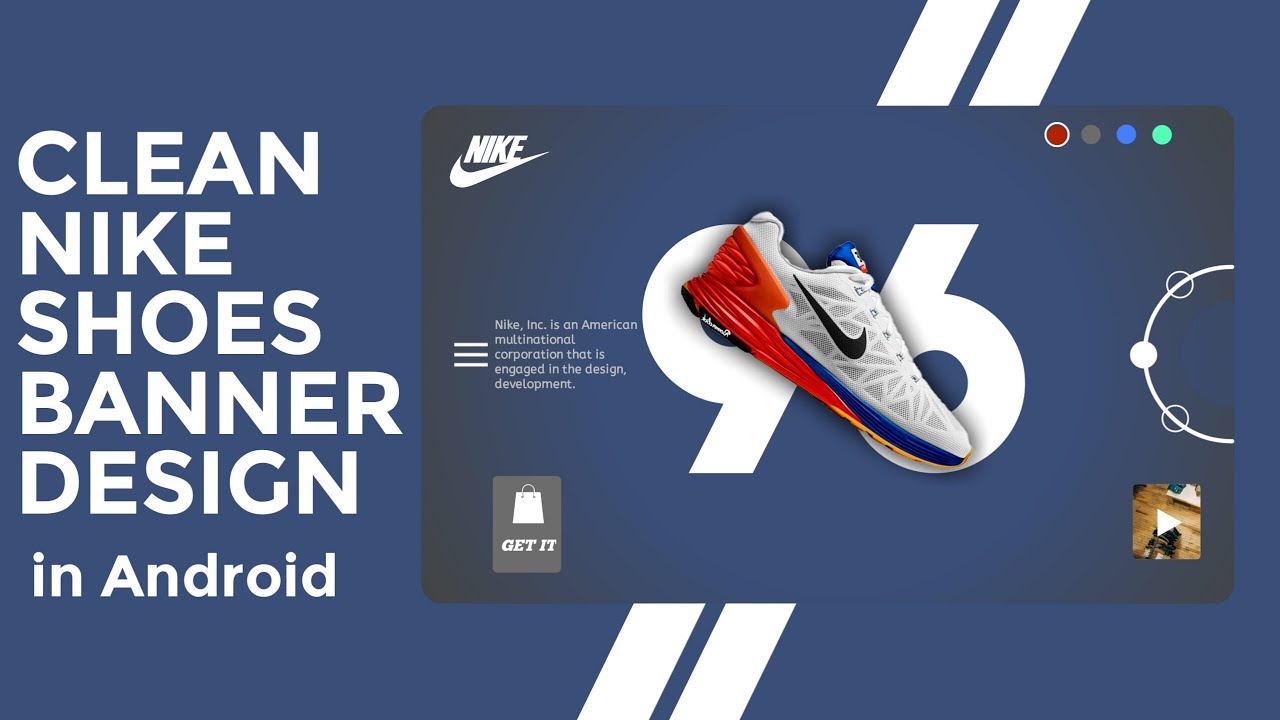 CLEAN
NIKE
SHOES
BANNER
DESIGN
in Android
NIKE
96
Nike, Inc. is an American
multinational
corporation that is
engaged in the design,
development.
GET IT